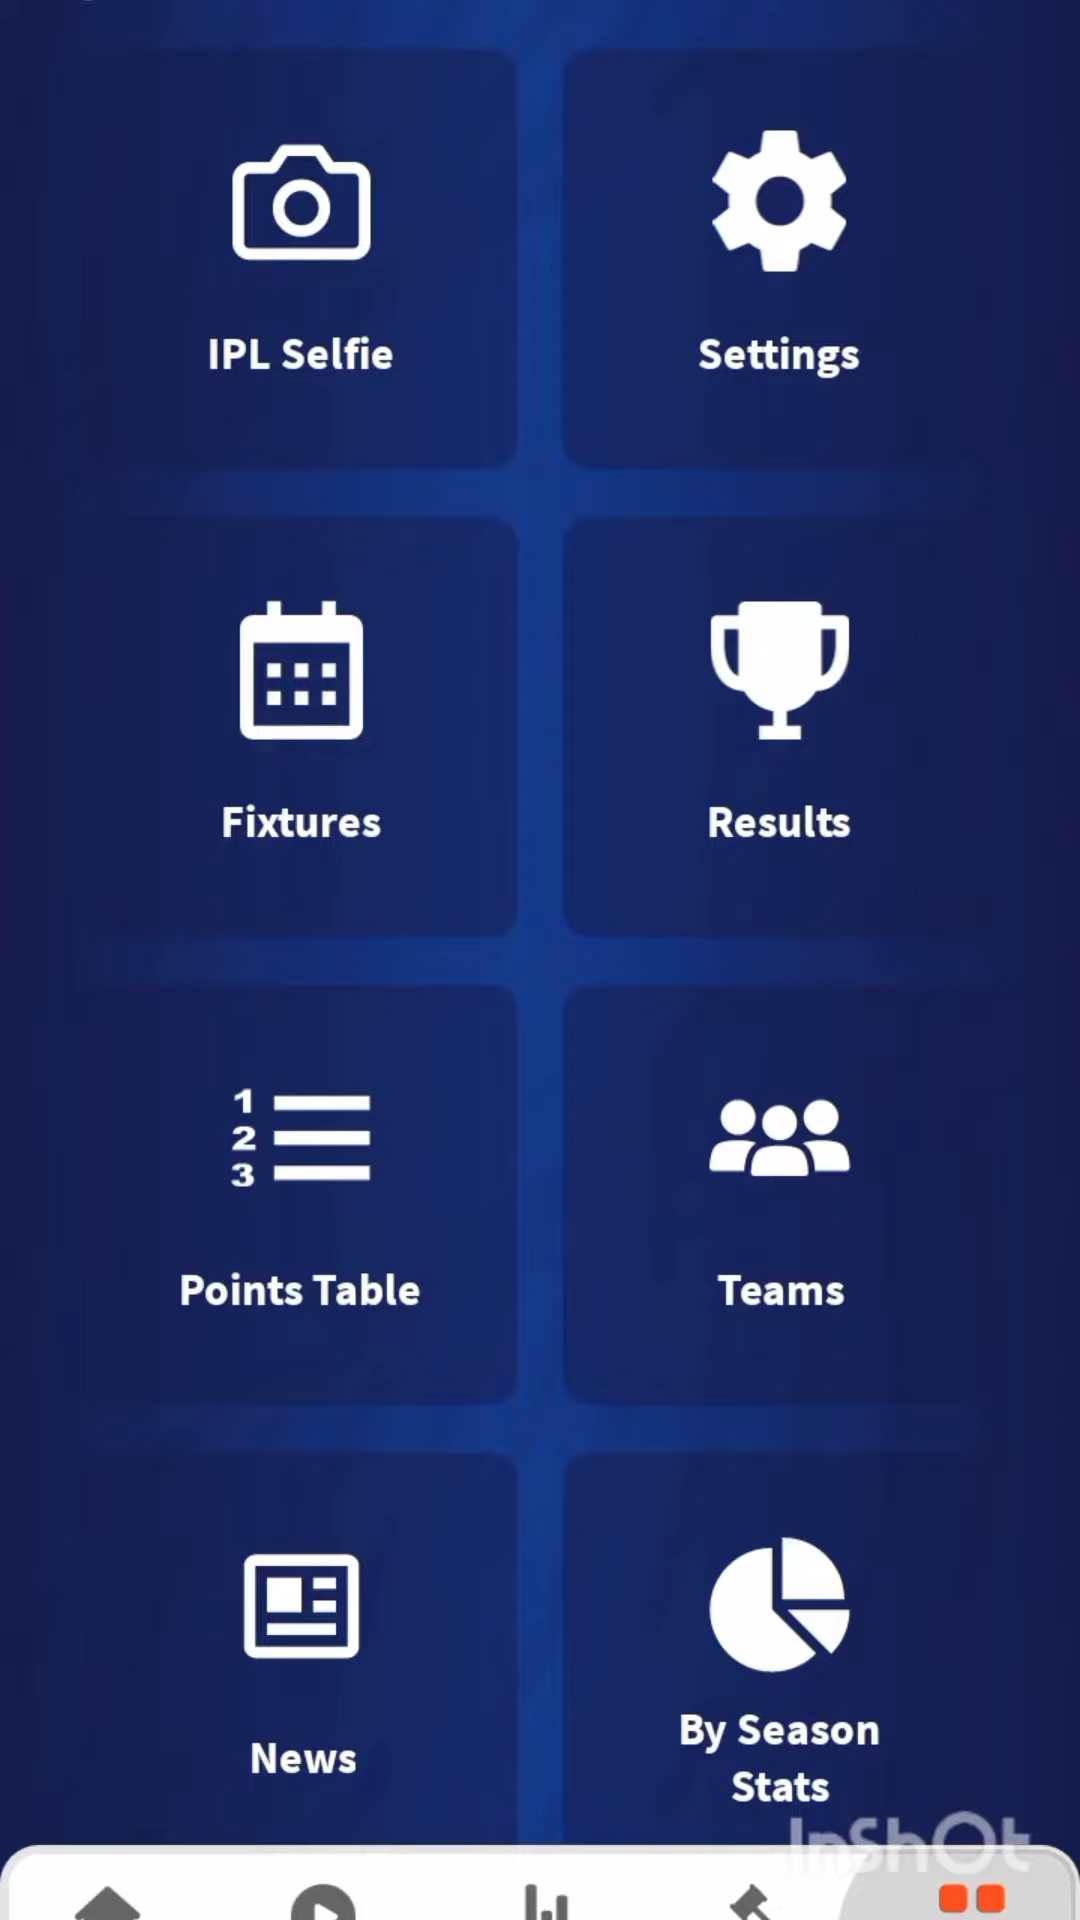 IPL Selfie
Settings
Fixtures
Results
1
2
3
Points Table
Teams
News
By Season
Stats
InShOt